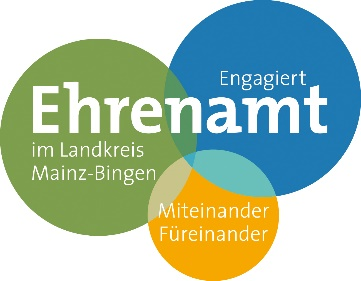 Engagiert
Ehrenamt
im Landkreis
Mainz-Bingen
Miteinander
Füreinander